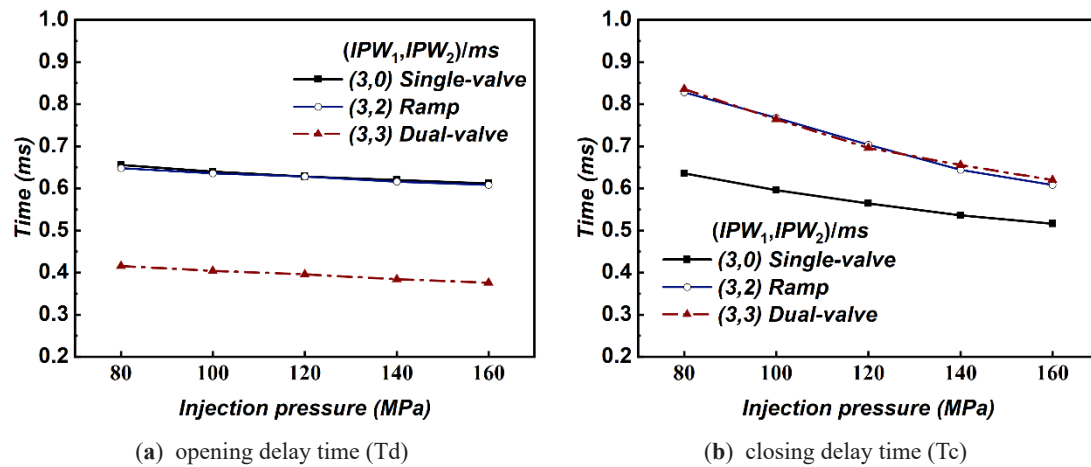 1.0
0.9
0.8
0.7
0.6
0.5
0.4
0.3
0.2
Time (ms)
(IPW1,IPW2)/ms
(3,0) Single-valve
(3,2) Ramp
(3,3) Dual-valve
80 100 120 140 160
Injection pressure (MPa)
(a) opening delay time (Td)
1.0
0.9
0.8
0.7
0.6
0.5
0.4
0.3
0.2
Time (ms)
(IPW1,IPW2)/ms
(3,0) Single-valve
(3,2) Ramp
(3,3) Dual-valve
80 100 120 140 160
Injection pressure (MPa)
(b) closing delay time (Tc)